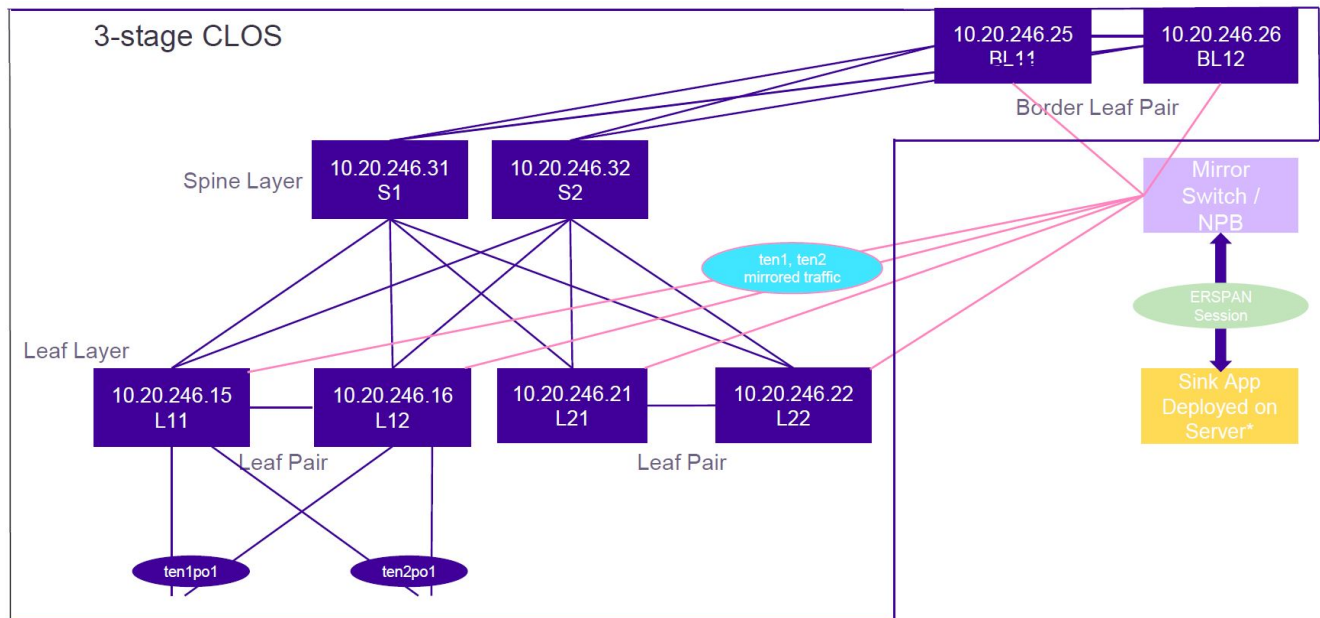 3-stage CLOS
10.20.246.25
BL11
10.20.246.26
BL12
Border Leaf Pair
Spine Layer
10.20.246.31
S1
10.20.246.32
S2
Mirror
Switch /
NPB
ten1, ten2
mirrored traffic
ERSPAN
Session
Leaf Layer
10.20.246.15
L11
10.20.246.16
L12
10.20.246.21
L21
10.20.246.22
L22
Sink App
Deployed on
Server*
Leaf Pair
Leaf Pair
ten1po1
ten2po1